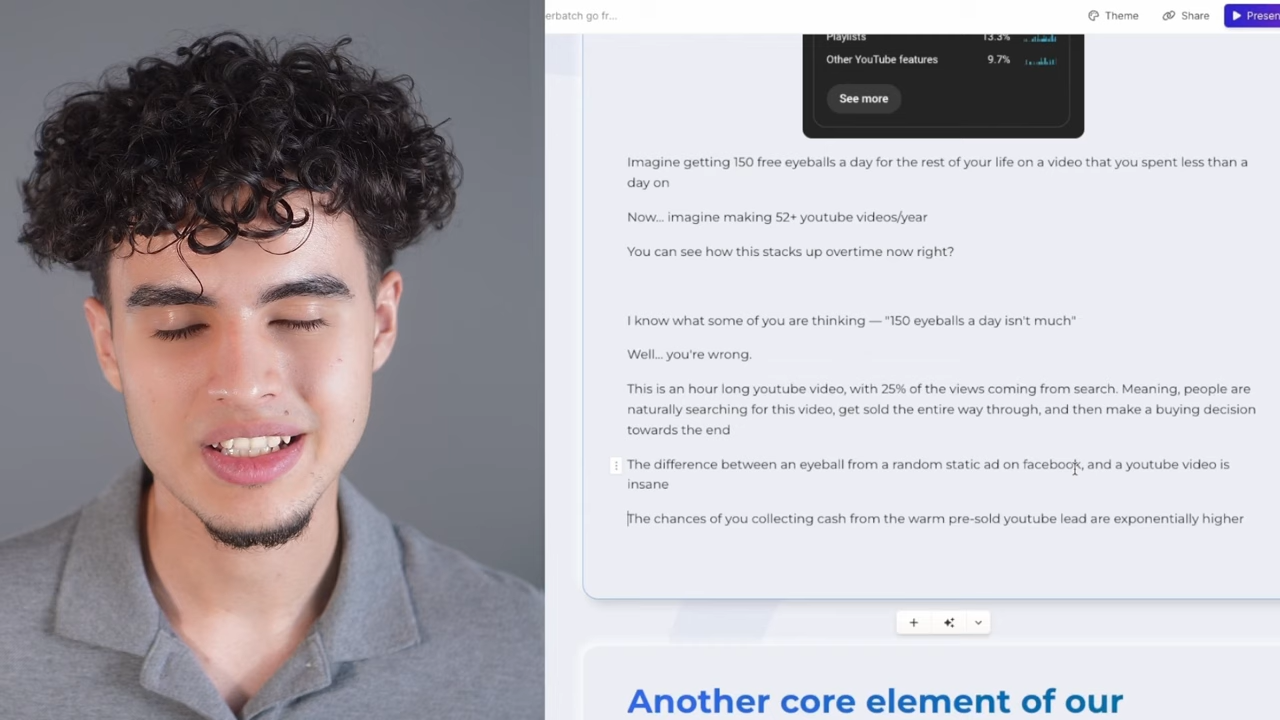 erbatch go fr...
Theme
Share
Presen
Playlists 13.3%
Other YouTube features 9.7%
See more
Imagine getting 150 free eyeballs a day for the rest of your life on a video that you spent less than a
day on
Now... imagine making 52+ youtube videos/year
You can see how this stacks up overtime now right?
I know what some of you are thinking — "150 eyeballs a day isn't much"
Well... you're wrong.
This is an hour long youtube video, with 25% of the views coming from search. Meaning, people are
naturally searching for this video, get sold the entire way through, and then make a buying decision
towards the end
The difference between an eyeball from a random static ad on facebook, and a youtube video is
insane
The chances of you collecting cash from the warm pre-sold youtube lead are exponentially higher
Another core element of our